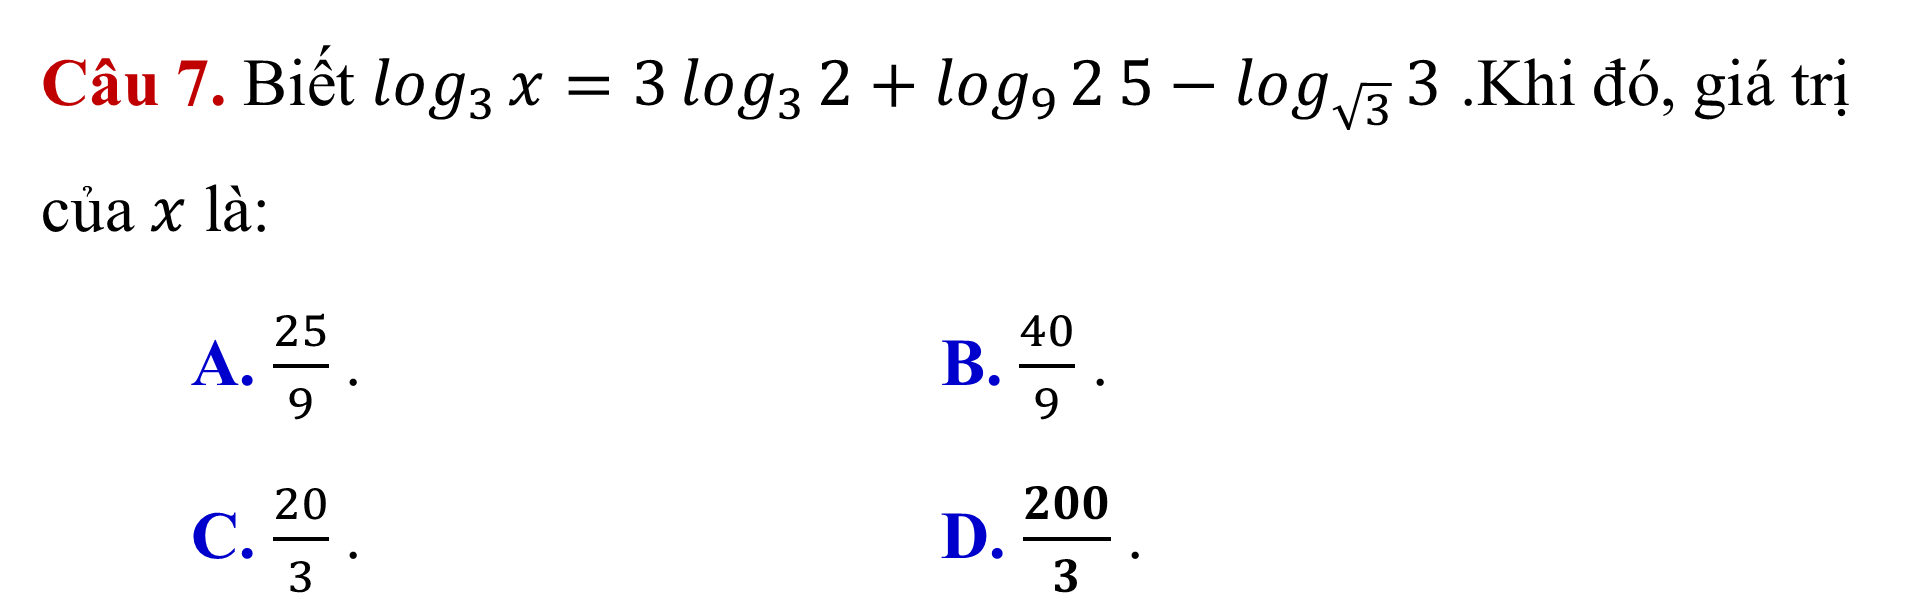 Câu 7. Biết log₃ x = 3 log₃ 2 + log₉ 2 5 − log_{√3} 3 .Khi đó, giá trị
của x là:
A. 25/9 . B. 40/9 .
C. 20/3 . D. 200/3 .